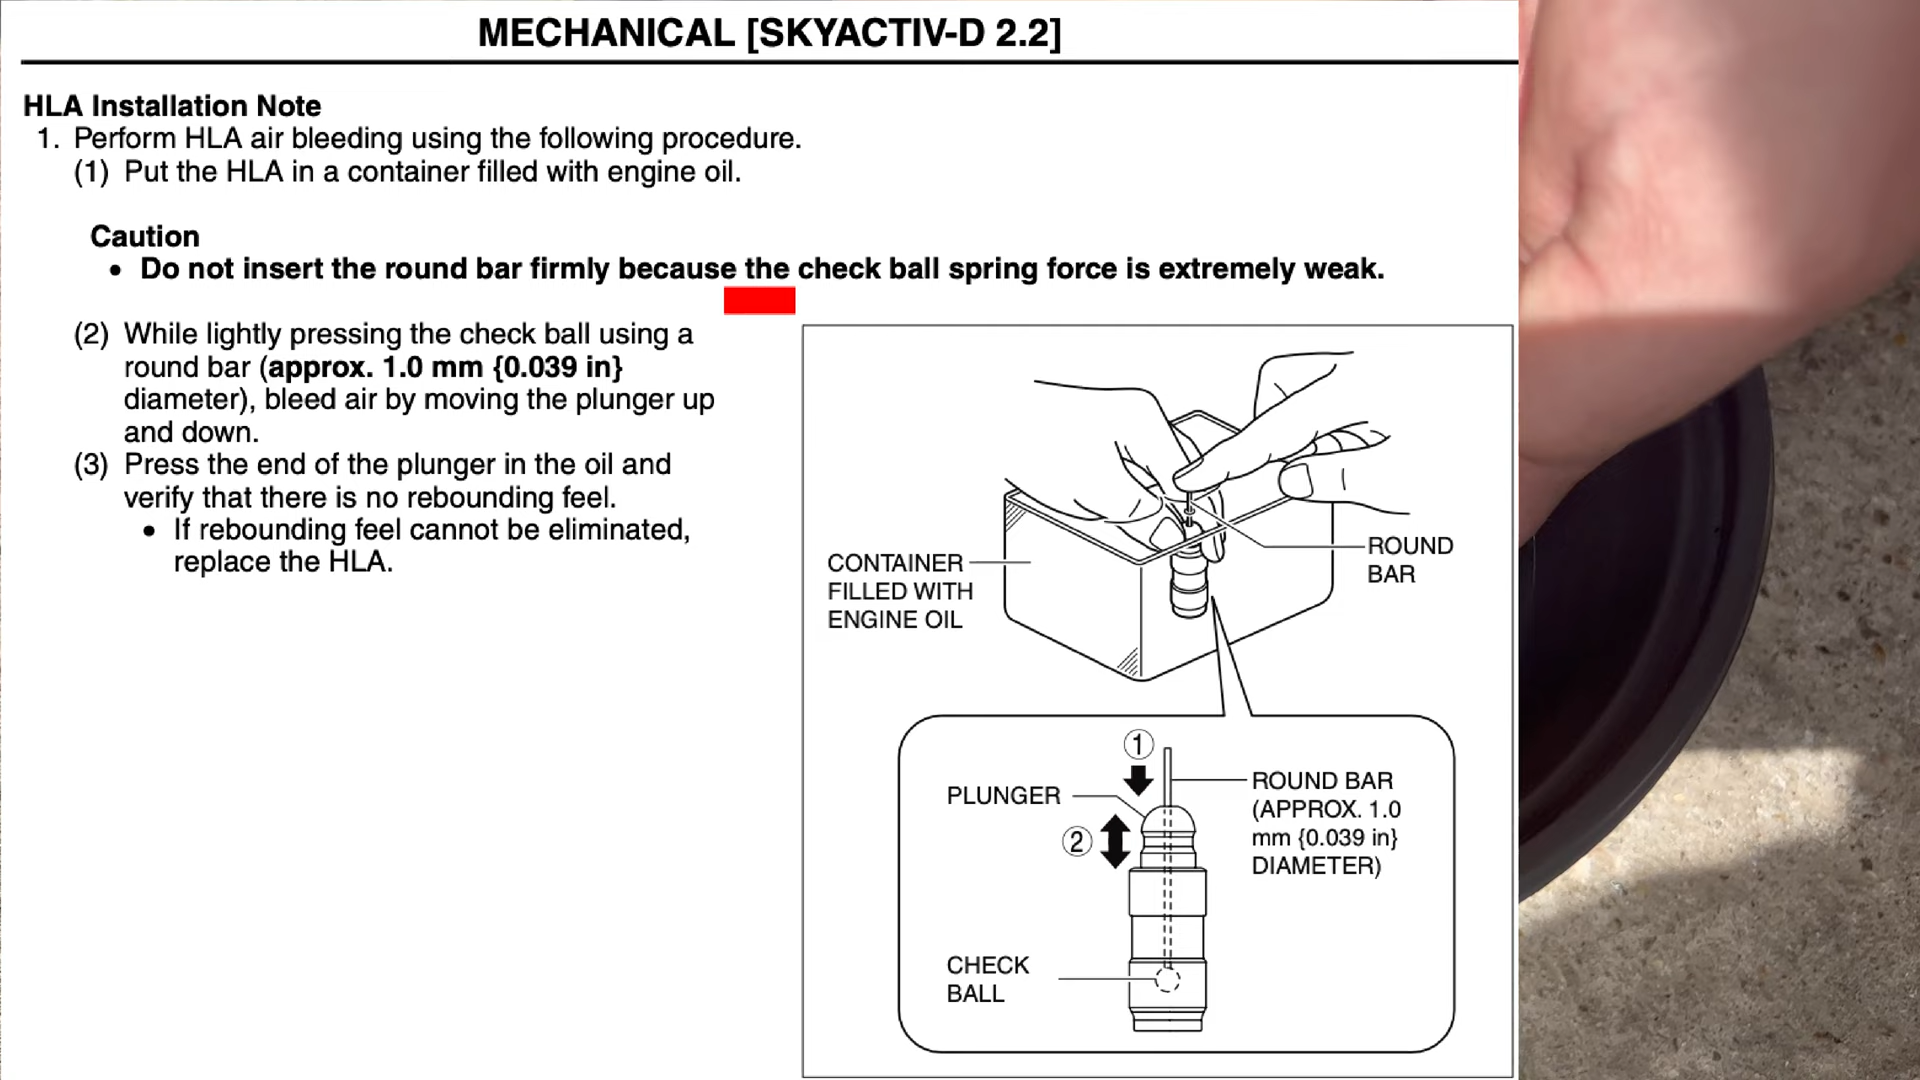 MECHANICAL [SKYACTIV-D 2.2]
HLA Installation Note
1. Perform HLA air bleeding using the following procedure.
(1) Put the HLA in a container filled with engine oil.
Caution
• Do not insert the round bar firmly because the check ball spring force is extremely weak.
(2) While lightly pressing the check ball using a
round bar (approx. 1.0 mm {0.039 in}
diameter), bleed air by moving the plunger up
and down.
(3) Press the end of the plunger in the oil and
verify that there is no rebounding feel.
• If rebounding feel cannot be eliminated,
replace the HLA.
CONTAINER
FILLED WITH
ENGINE OIL
ROUND
BAR
1
PLUNGER
2
ROUND BAR
(APPROX. 1.0
mm {0.039 in}
DIAMETER)
CHECK
BALL